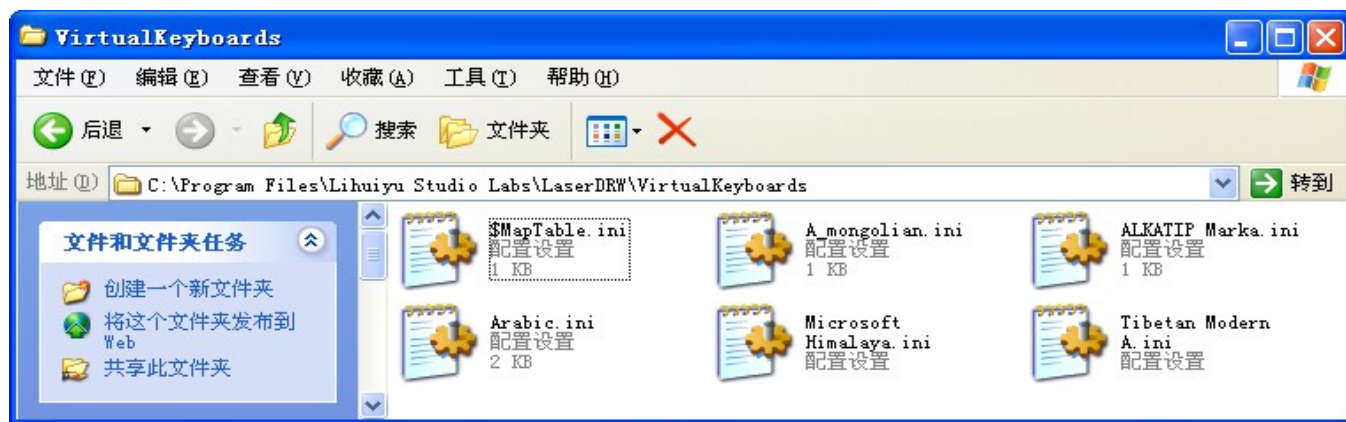 VirtualKeyboards
文件(F) 编辑(E) 查看(V) 收藏(A) 工具(T) 帮助(H)
后退 搜索 文件夹
地址(D) C:\Program Files\Lihuiyu Studio Labs\LaserDRW\VirtualKeyboards 转到
文件和文件夹任务
创建一个新文件夹
将这个文件夹发布到
Web
共享此文件夹
$MapTable.ini
配置设置
1 KB
A_mongolian.ini
配置设置
1 KB
ALKATIP Marka.ini
配置设置
1 KB
Arabic.ini
配置设置
2 KB
Microsoft
Himalaya.ini
配置设置
Tibetan Modern
A.ini
配置设置